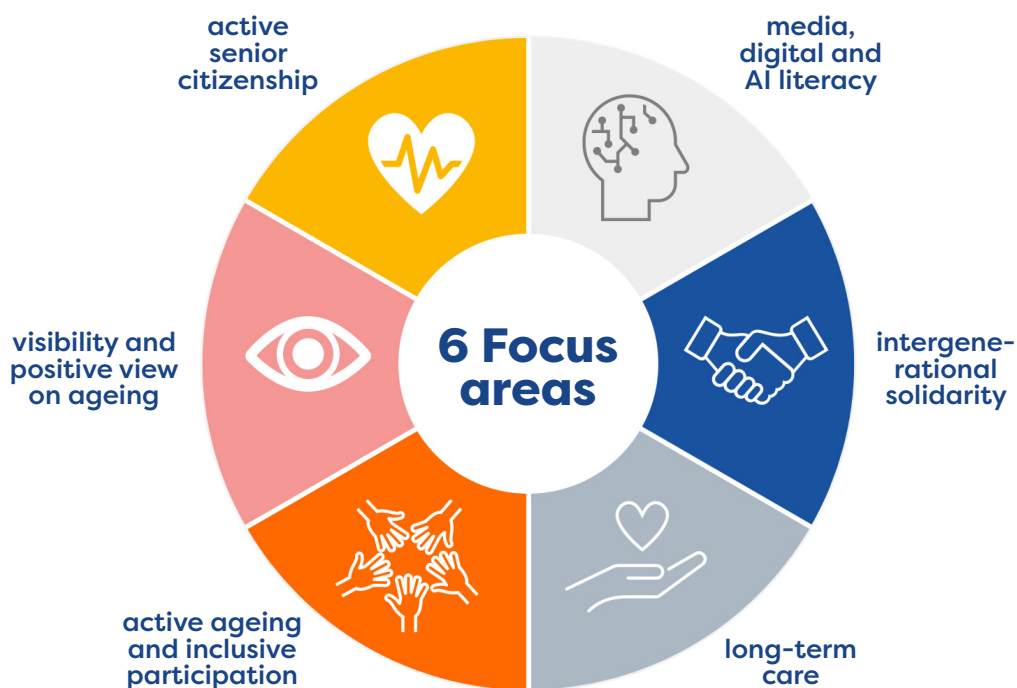 active
senior
citizenship
media,
digital and
AI literacy
visibility and
positive view
on ageing
6 Focus
areas
intergene-
rational
solidarity
active ageing
and inclusive
participation
long-term
care